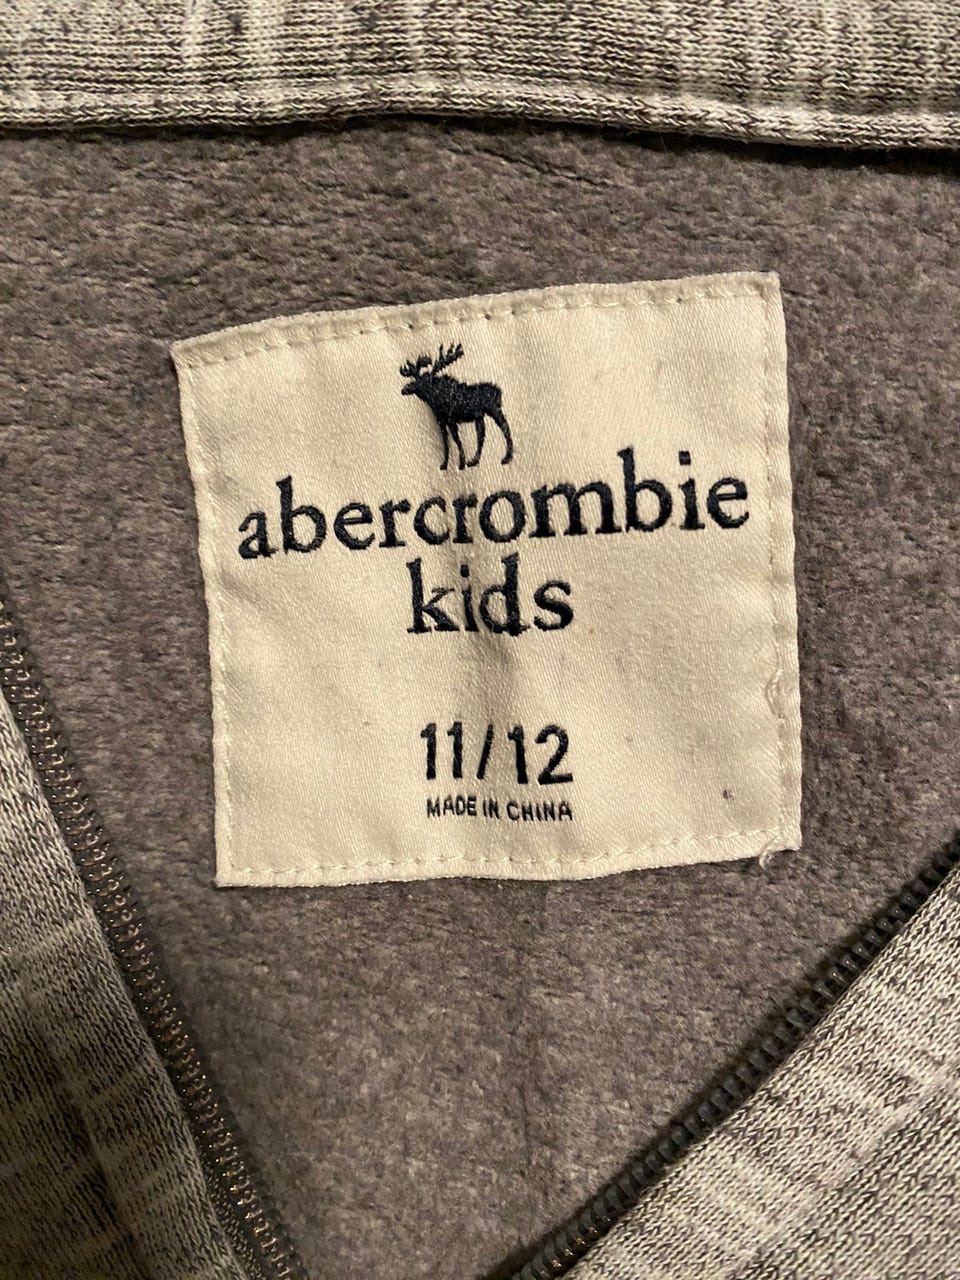 abercrombie
kids
11/12
MADE IN CHINA